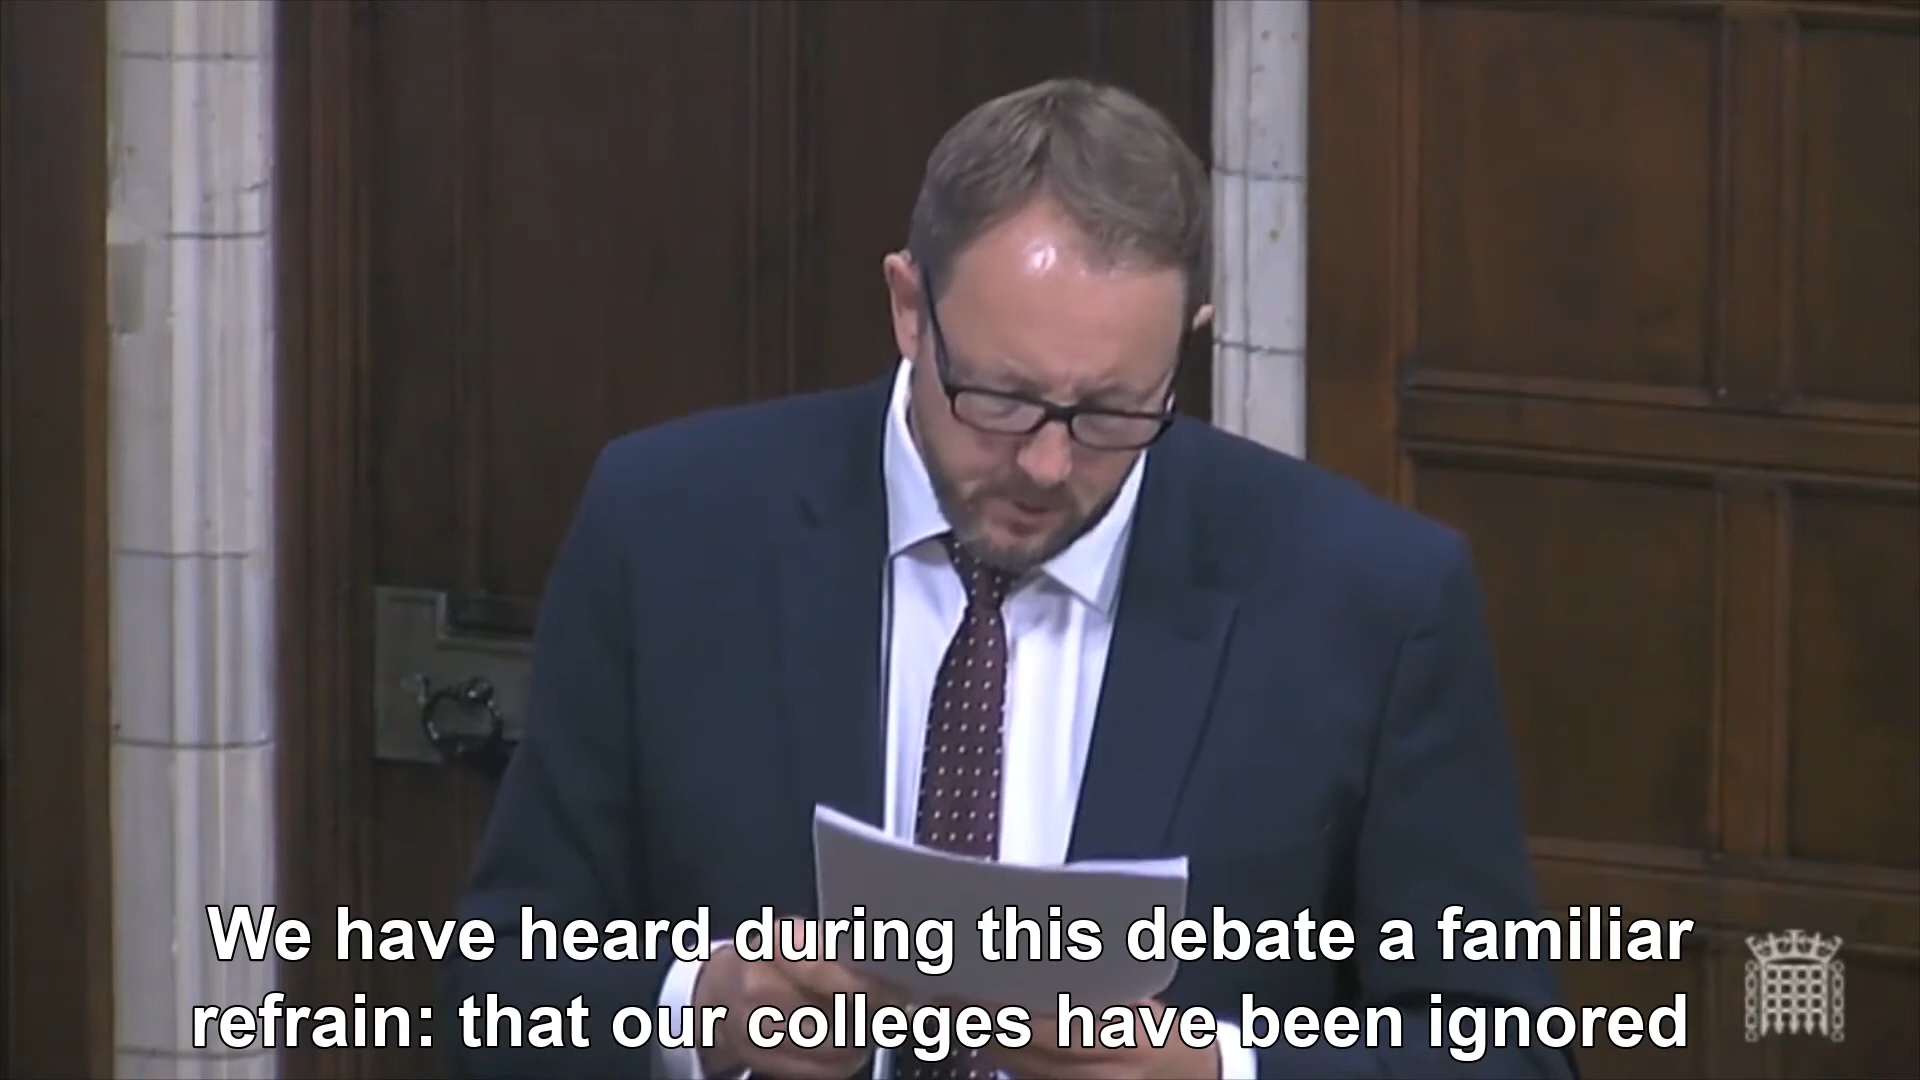 We have heard during this debate a familiar
refrain: that our colleges have been ignored